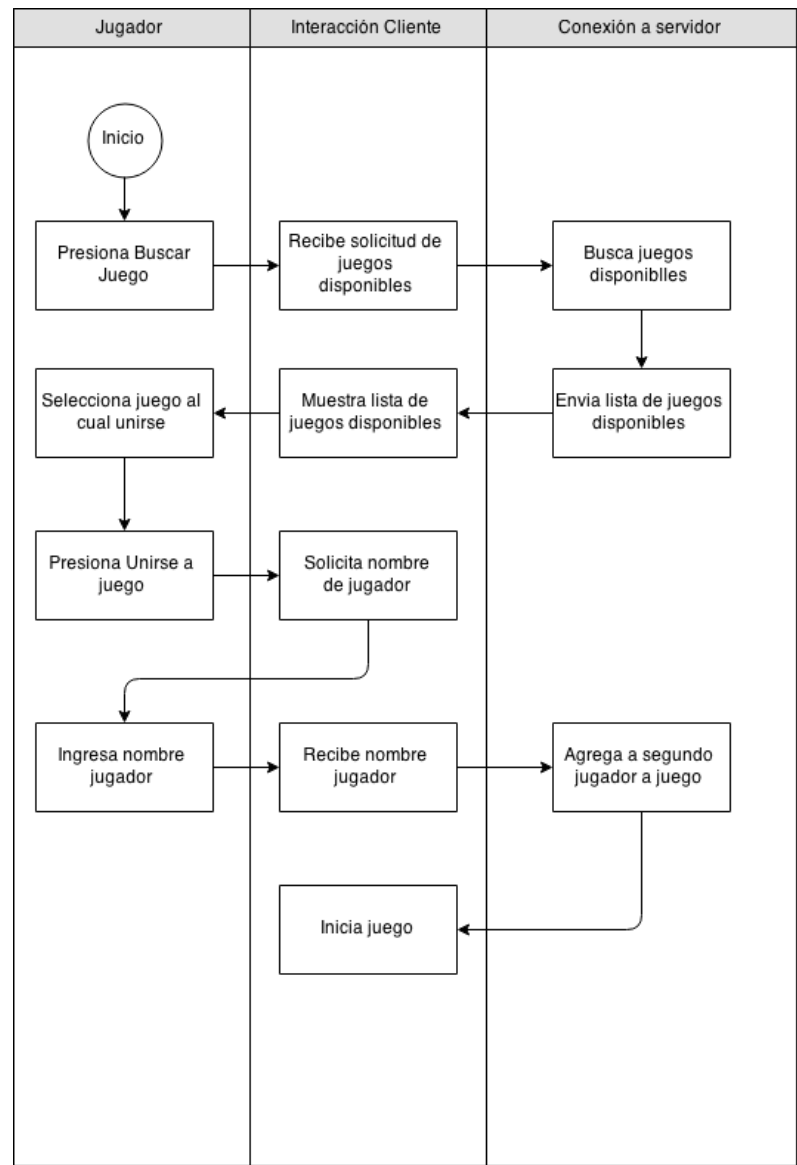 Jugador
Interacción Cliente
Conexión a servidor
Inicio
Presiona Buscar
Juego
Recibe solicitud de
juegos
disponibles
Busca juegos
disponiblles
Selecciona juego al
cual unirse
Muestra lista de
juegos disponibles
Envia lista de juegos
disponibles
Presiona Unirse a
juego
Solicita nombre
de jugador
Ingresa nombre
jugador
Recibe nombre
jugador
Agrega a segundo
jugador a juego
Inicia juego